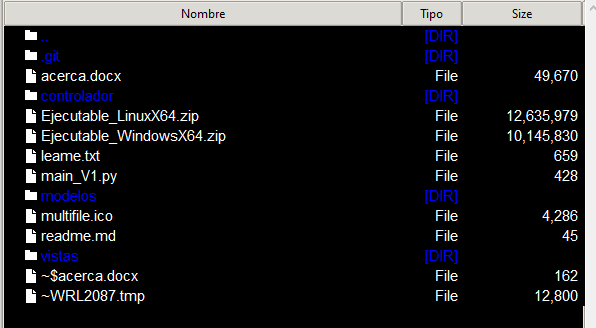 Nombre Tipo Size
.. [DIR]
.git [DIR]
acerca.docx File 49,670
controlador [DIR]
Ejecutable_LinuxX64.zip File 12,635,979
Ejecutable_WindowsX64.zip File 10,145,830
leame.txt File 659
main_V1.py File 428
modelos [DIR]
multifile.ico File 4,286
readme.md File 45
vistas [DIR]
~$acerca.docx File 162
~WRL2087.tmp File 12,800